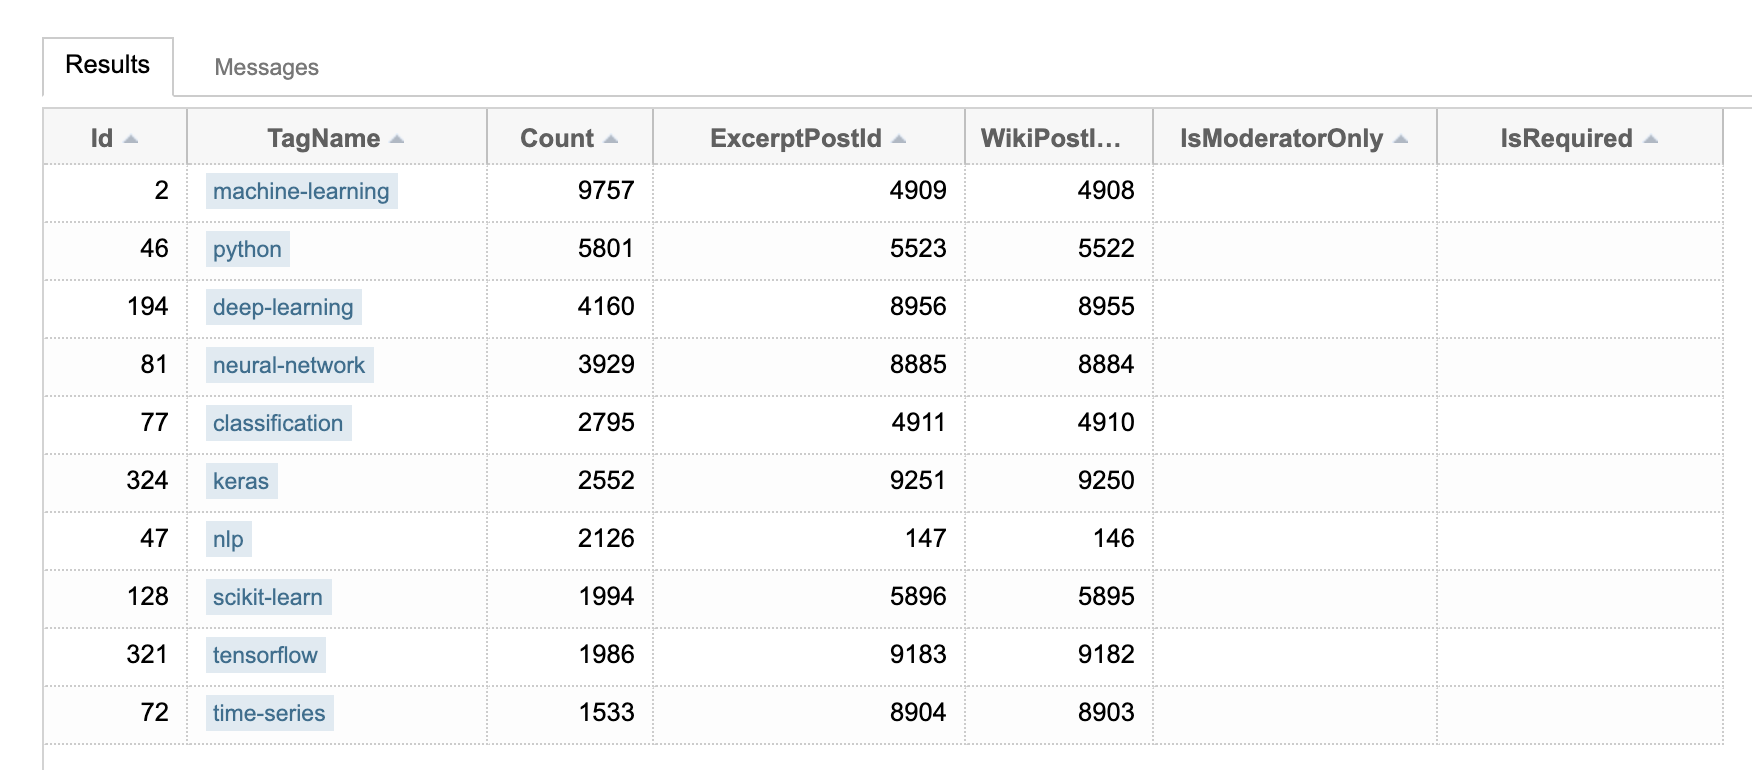 Results Messages
Id TagName Count ExcerptPostId WikiPostI... IsModeratorOnly IsRequired
2 machine-learning 9757 4909 4908
46 python 5801 5523 5522
194 deep-learning 4160 8956 8955
81 neural-network 3929 8885 8884
77 classification 2795 4911 4910
324 keras 2552 9251 9250
47 nlp 2126 147 146
128 scikit-learn 1994 5896 5895
321 tensorflow 1986 9183 9182
72 time-series 1533 8904 8903